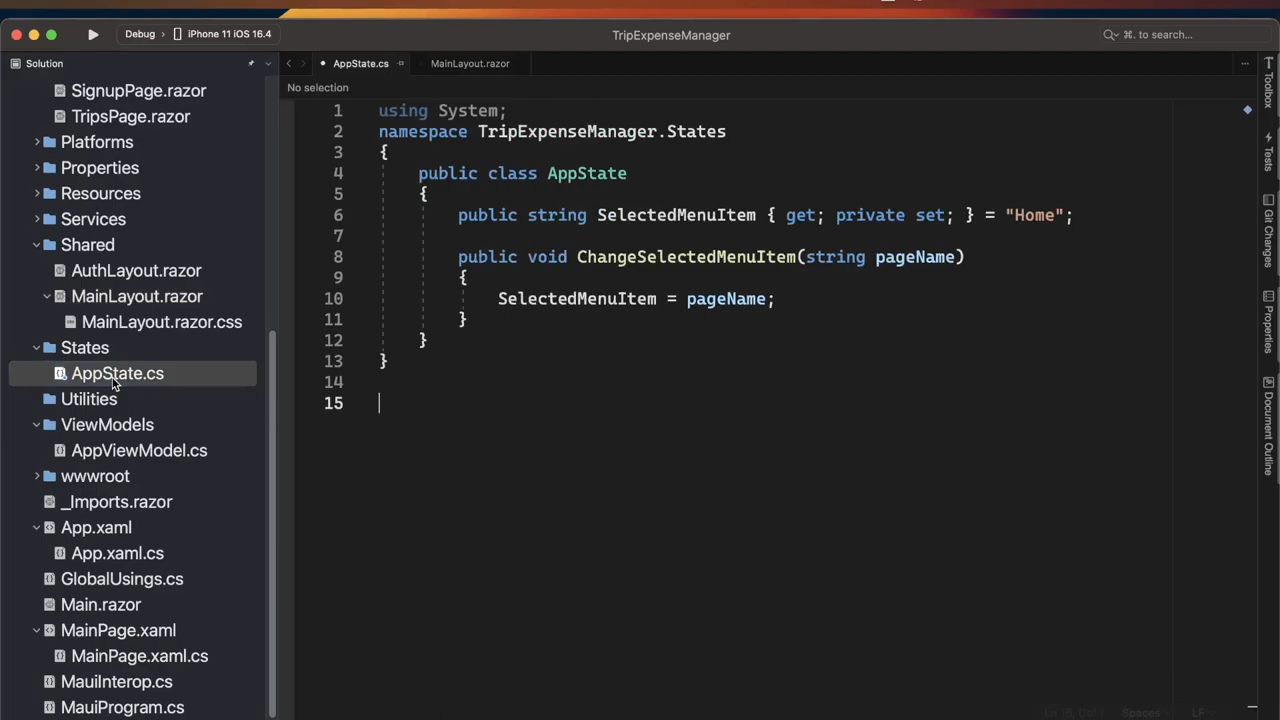 Debug
iPhone 11 iOS 16.4
TripExpenseManager
⌘. to search...
Solution
AppState.cs
MainLayout.razor
No selection
SignupPage.razor
TripsPage.razor
Platforms
Properties
Resources
Services
Shared
AuthLayout.razor
MainLayout.razor
MainLayout.razor.css
States
AppState.cs
Utilities
ViewModels
AppViewModel.cs
wwwroot
_Imports.razor
App.xaml
App.xaml.cs
GlobalUsings.cs
Main.razor
MainPage.xaml
MainPage.xaml.cs
MauiInterop.cs
MauiProgram.cs
1 using System;
2 namespace TripExpenseManager.States
3 {
4 public class AppState
5 {
6 public string SelectedMenuItem { get; private set; } = "Home";
7
8 public void ChangeSelectedMenuItem(string pageName)
9 {
10 SelectedMenuItem = pageName;
11 }
12 }
13 }
14
15
Toolbox
Tests
Git Changes
Properties
Document Outline